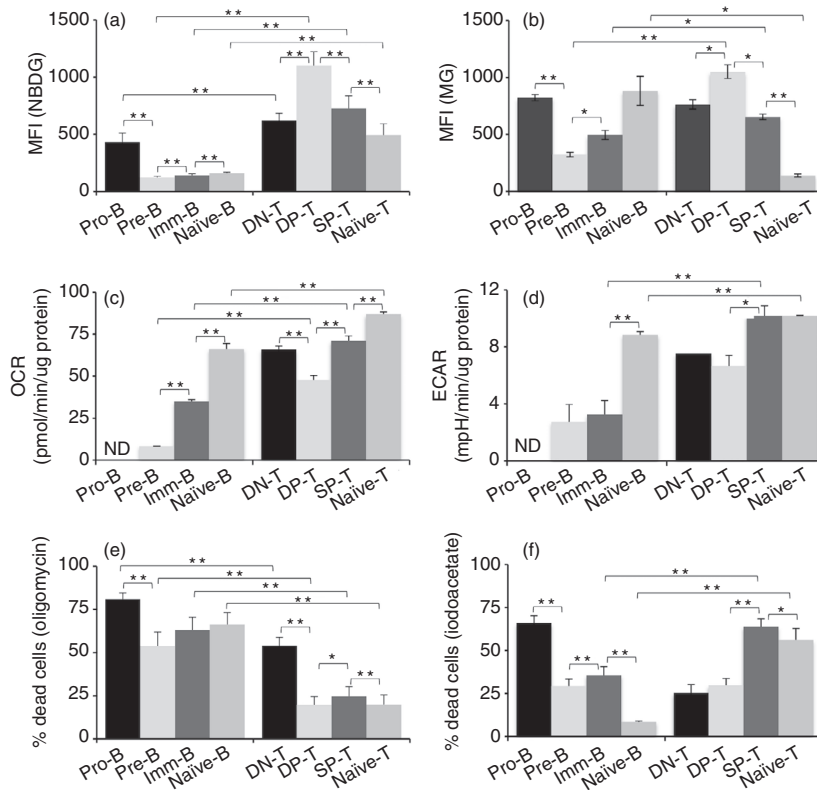 (a)
MFI (NBDG)
1500
1000
500
0
** ** ** **
** ** **
** ** ** **
Pro-B Pre-B Imm-B Naïve-B DN-T DP-T SP-T Naïve-T
(b)
MFI (MG)
1500
1000
500
0
* * **
** *
* * **
Pro-B Pre-B Imm-B Naïve-B DN-T DP-T SP-T Naïve-T
(c)
OCR
(pmol/min/ug protein)
100
75
50
25
0
ND
** ** **
** **
** ** **
Pro-B Pre-B Imm-B Naïve-B DN-T DP-T SP-T Naïve-T
(d)
ECAR
(mpH/min/ug protein)
12
8
4
0
ND
** **
** *
Pro-B Pre-B Imm-B Naïve-B DN-T DP-T SP-T Naïve-T
(e)
% dead cells (oligomycin)
100
75
50
25
0
** ** ** **
**
** * **
Pro-B Pre-B Imm-B Naïve-B DN-T DP-T SP-T Naïve-T
(f)
% dead cells (iodoacetate)
100
75
50
25
0
** **
** ** **
** *
Pro-B Pre-B Imm-B Naïve-B DN-T DP-T SP-T Naïve-T